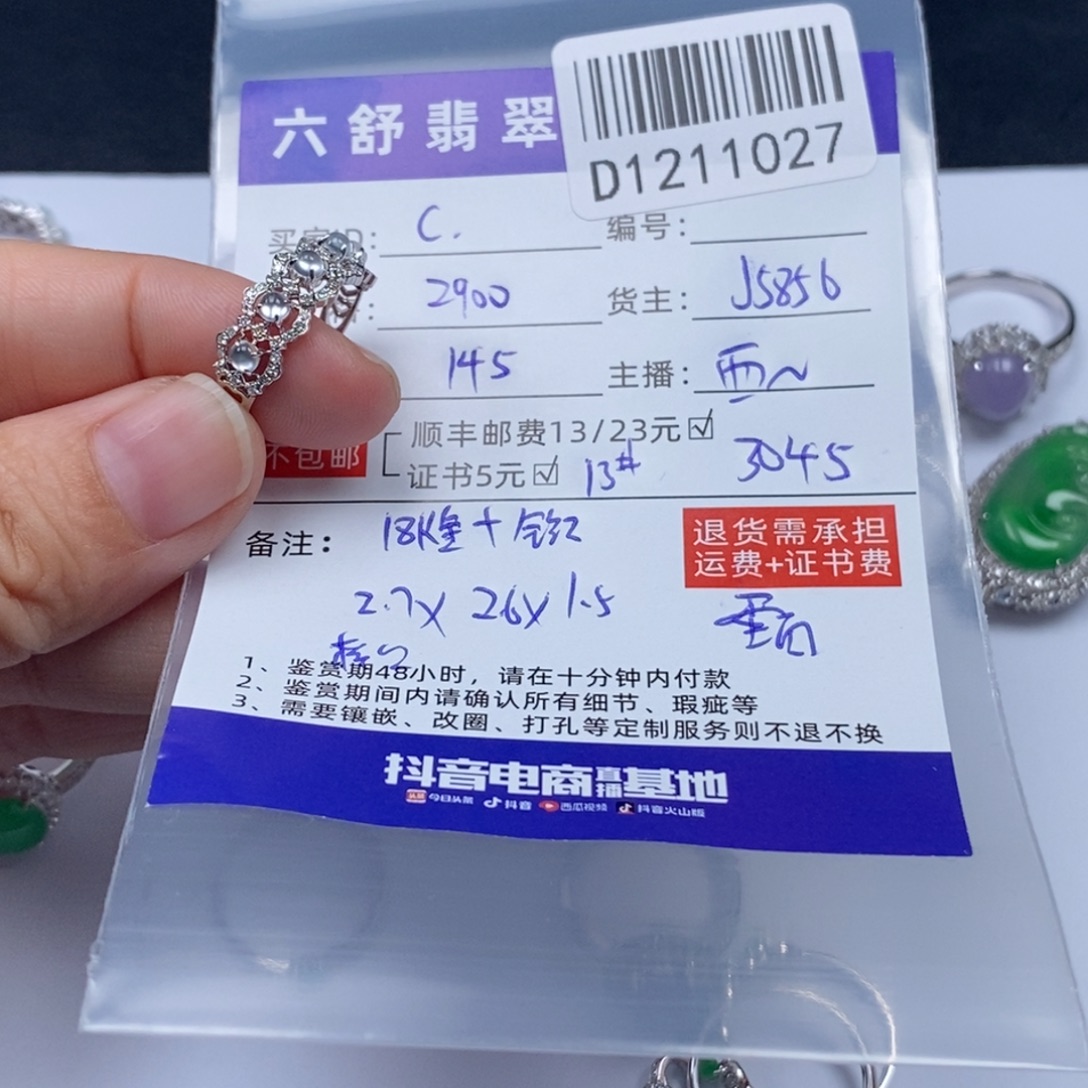 六舒翡翠
D1211027
买家ID： C.
编号：
2900
货主： J5856
145
主播： 西~
不包邮
顺丰邮费13/23元☑
证书5元☑ 13# 3045
备注： 18K金+钻
退货需承担
运费+证书费
2.7X 2.6X 1.5
1、鉴赏期48小时，请在十分钟内付款
2、鉴赏期间内请确认所有细节、瑕疵等
3、需要镶嵌、改圈、打孔等定制服务则不退不换
抖音电商直播基地
头条 今日头条 抖音 西瓜视频 抖音火山版